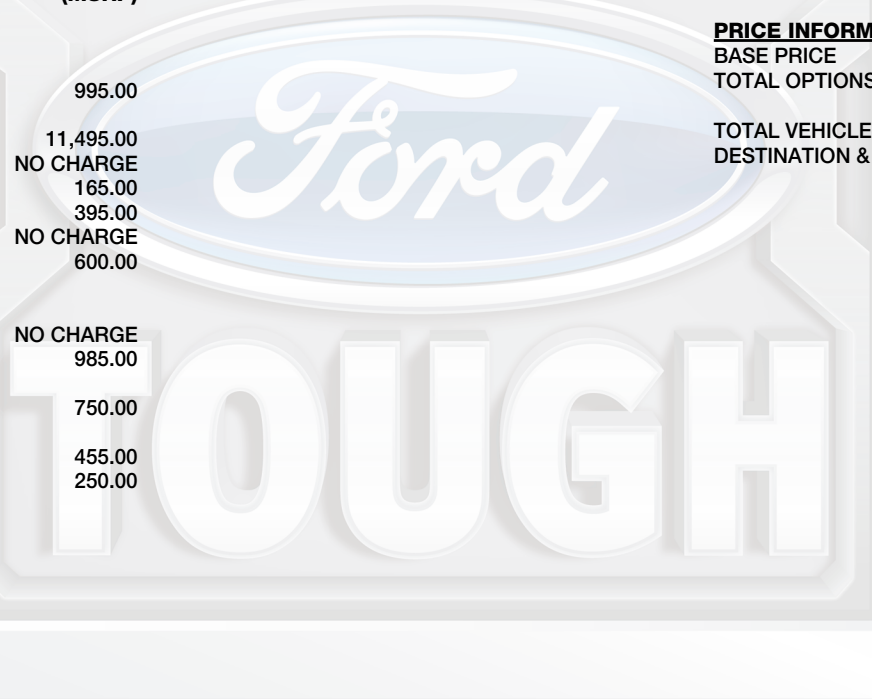 995.00
11,495.00
NO CHARGE
165.00
395.00
NO CHARGE
600.00
NO CHARGE
985.00
750.00
455.00
250.00
PRICE INFORM
BASE PRICE
TOTAL OPTIONS
TOTAL VEHICLE
DESTINATION &
Ford
TOUGH